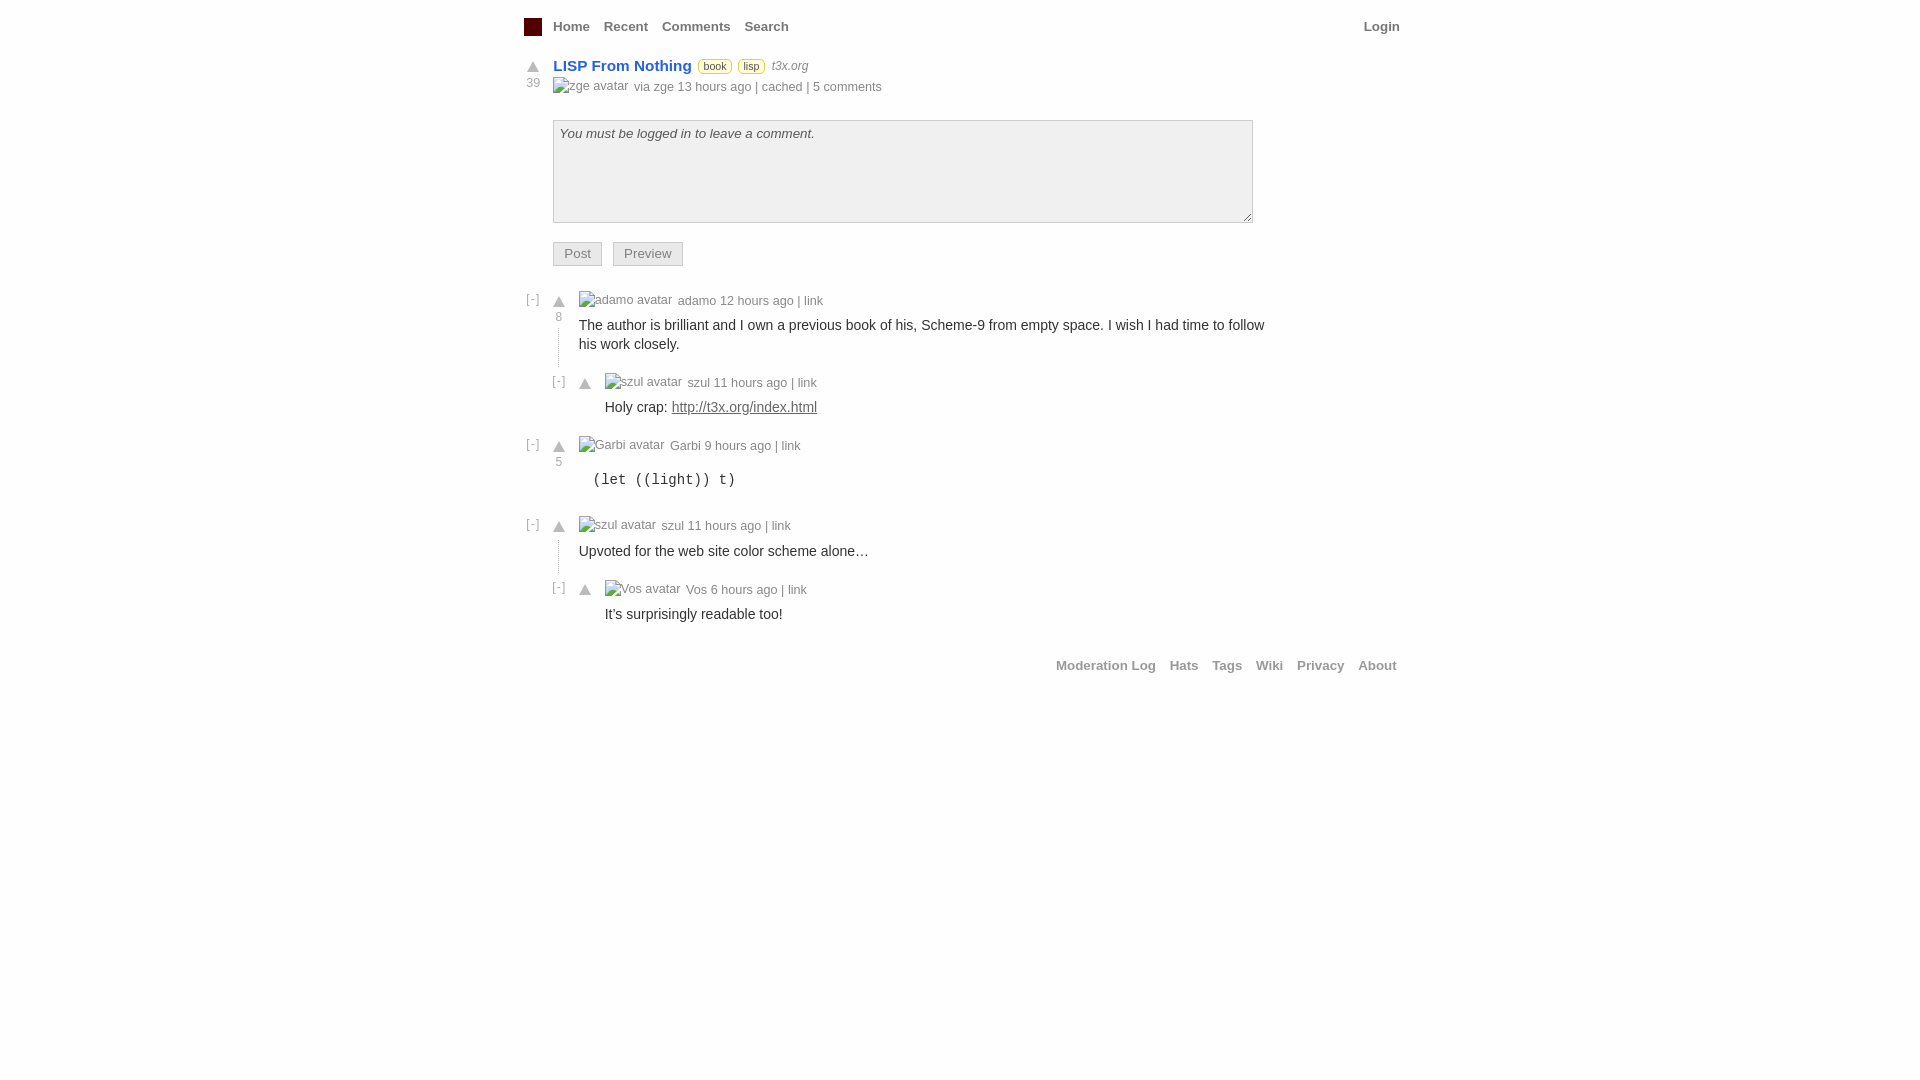 Home Recent Comments Search Login
LISP From Nothing book lisp t3x.org
39
zge avatar via zge 13 hours ago | cached | 5 comments
You must be logged in to leave a comment.
Post Preview
[-] adamo avatar adamo 12 hours ago | link
8
The author is brilliant and I own a previous book of his, Scheme-9 from empty space. I wish I had time to follow
his work closely.
[-] szul avatar szul 11 hours ago | link
Holy crap: http://t3x.org/index.html
[-] Garbi avatar Garbi 9 hours ago | link
5
(let ((light)) t)
[-] szul avatar szul 11 hours ago | link
Upvoted for the web site color scheme alone…
[-] Vos avatar Vos 6 hours ago | link
It’s surprisingly readable too!
Moderation Log Hats Tags Wiki Privacy About